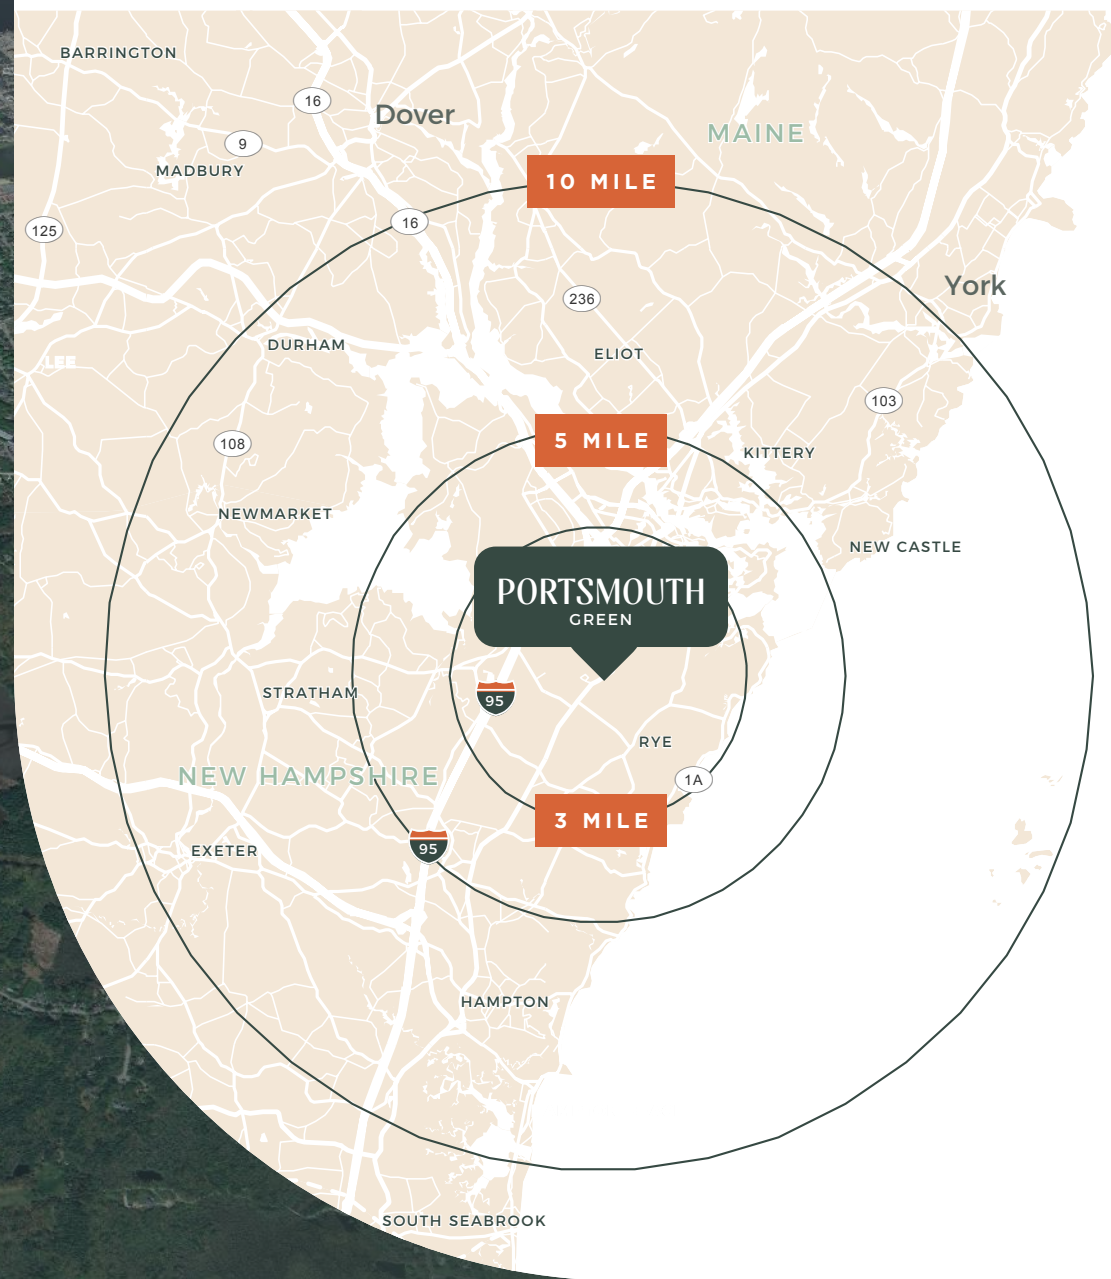 BARRINGTON
16
Dover
9
MAINE
MADBURY
10 MILE
125
16
York
236
DURHAM
ELIOT
LEE
103
5 MILE
108
KITTERY
NEWMARKET
NEW CASTLE
PORTSMOUTH
GREEN
STRATHAM
95
RYE
NEW HAMPSHIRE
1A
3 MILE
95
EXETER
HAMPTON
SOUTH SEABROOK